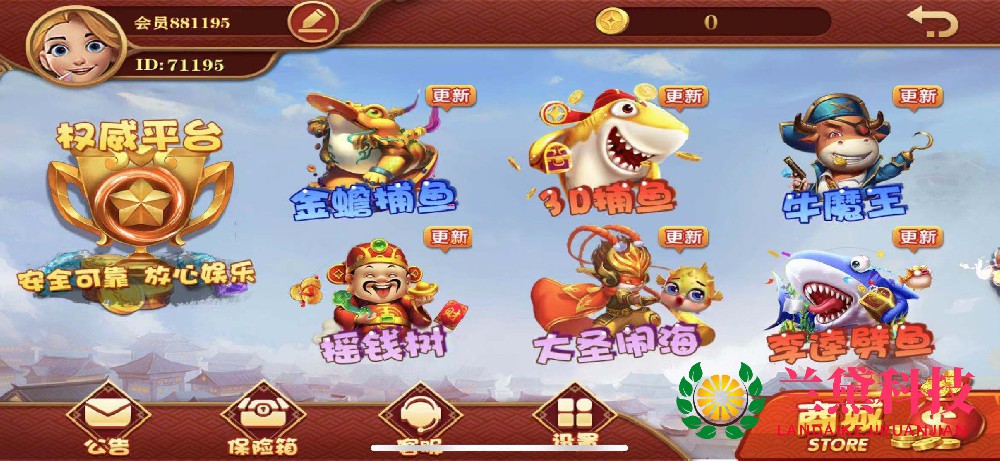 会员881195
ID:71195
0
权威平台
安全可靠 放心娱乐
更新
金蟾捕鱼
更新
3D捕鱼
更新
牛魔王
更新
摇钱树
更新
大圣闹海
更新
李逵劈鱼
公告
保险箱
客服
设置
商城
STORE
兰黛科技